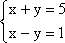 x + y = 5
x − y = 1